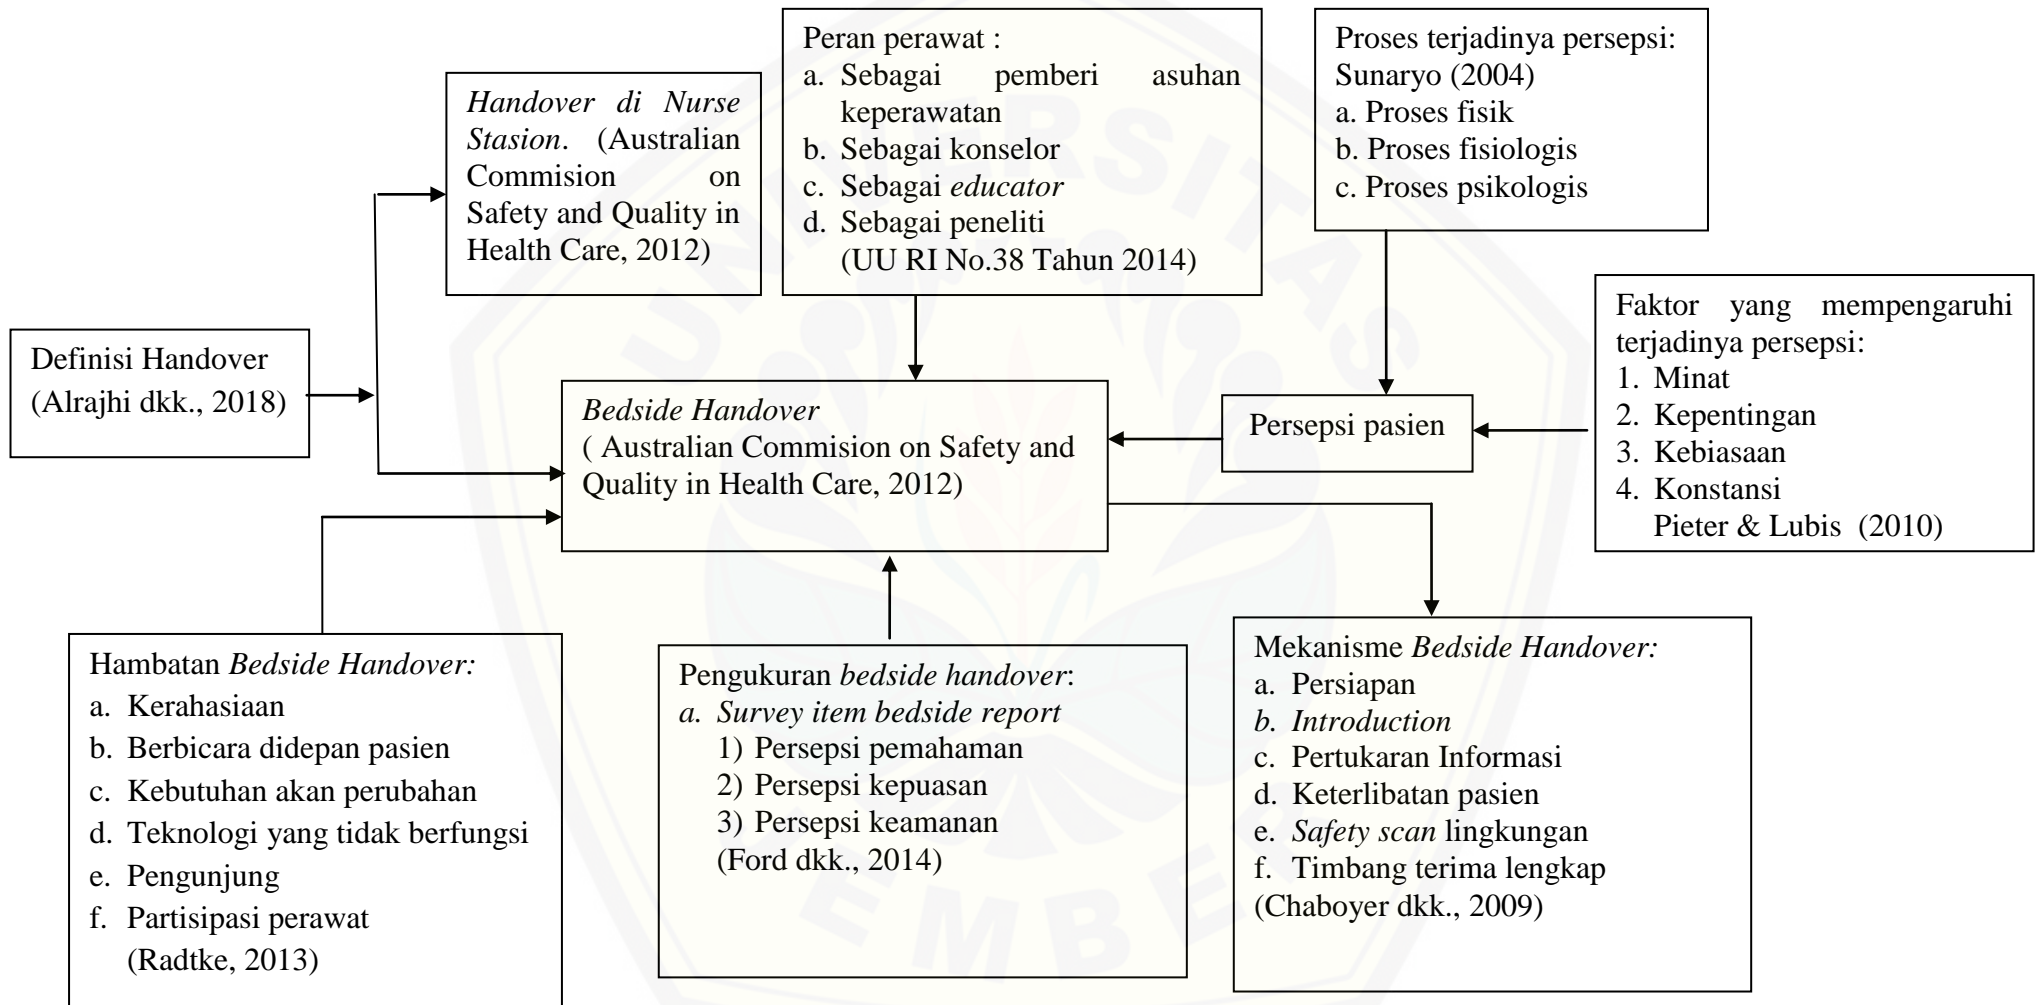 Peran perawat :
a. Sebagai pemberi asuhan
keperawatan
b. Sebagai konselor
c. Sebagai educator
d. Sebagai peneliti
(UU RI No.38 Tahun 2014)
Proses terjadinya persepsi:
Sunaryo (2004)
a. Proses fisik
b. Proses fisiologis
c. Proses psikologis
Handover di Nurse
Stasion. (Australian
Commision on
Safety and Quality in
Health Care, 2012)
Faktor yang mempengaruhi
terjadinya persepsi:
1. Minat
2. Kepentingan
3. Kebiasaan
4. Konstansi
Pieter & Lubis (2010)
Definisi Handover
(Alrajhi dkk., 2018)
Bedside Handover
( Australian Commision on Safety and
Quality in Health Care, 2012)
Persepsi pasien
Hambatan Bedside Handover:
a. Kerahasiaan
b. Berbicara didepan pasien
c. Kebutuhan akan perubahan
d. Teknologi yang tidak berfungsi
e. Pengunjung
f. Partisipasi perawat
(Radtke, 2013)
Pengukuran bedside handover:
a. Survey item bedside report
1) Persepsi pemahaman
2) Persepsi kepuasan
3) Persepsi keamanan
(Ford dkk., 2014)
Mekanisme Bedside Handover:
a. Persiapan
b. Introduction
c. Pertukaran Informasi
d. Keterlibatan pasien
e. Safety scan lingkungan
f. Timbang terima lengkap
(Chaboyer dkk., 2009)
UNIVERSITAS
JEMBER